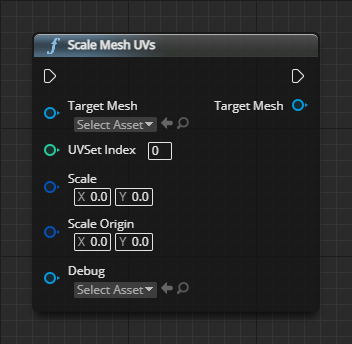 Scale Mesh UVs
Target Mesh Target Mesh
Select Asset
UVSet Index 0
Scale
X 0.0 Y 0.0
Scale Origin
X 0.0 Y 0.0
Debug
Select Asset